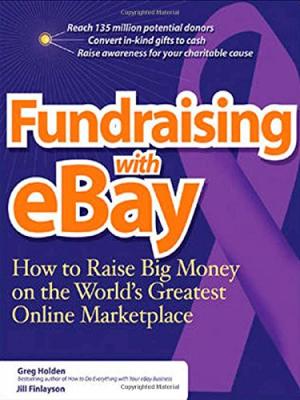 Reach 135 million potential donors
Convert in-kind gifts to cash
Raise awareness for your charitable cause
Fundraising
with
eBay
How to Raise Big Money
on the World's Greatest
Online Marketplace
Greg Holden
Bestselling author of How to Do Everything with Your eBay Business
Jill Finlayson